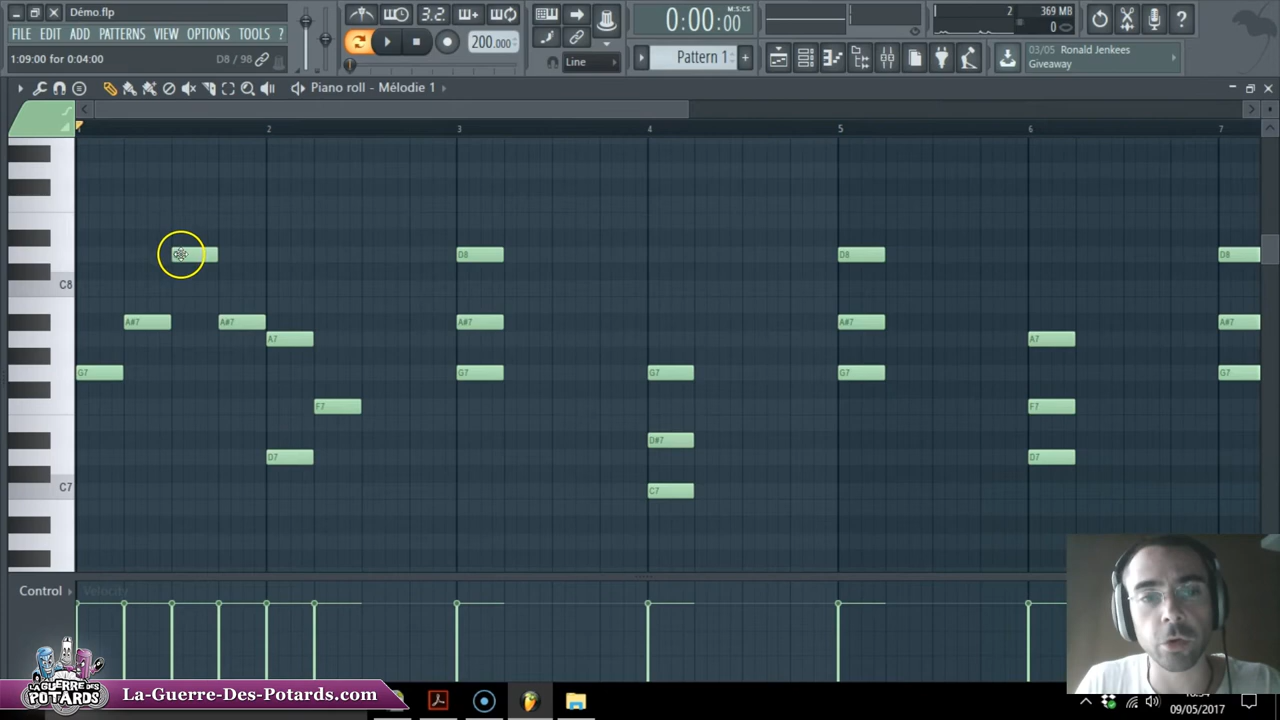 Démo.flp
FILE EDIT ADD PATTERNS VIEW OPTIONS TOOLS ?
1:09:00 for 0:04:00 D8 / 98
3.2.
200.000
Line
0:00:00
M:S:CS
Pattern 1
2 369 MB
0
03/05 Ronald Jenkees
Giveaway
Piano roll - Mélodie 1
1 2 3 4 5 6 7
D8 D8 D8
C8
A#7 A#7 A#7 A#7 A#7
A7 A7
G7 G7 G7 G7 G7
F7 F7
D#7
D7 D7
C7
C7
Control Velocity
LA GUERRE DES
POTARDS
La-Guerre-Des-Potards.com
09/05/2017